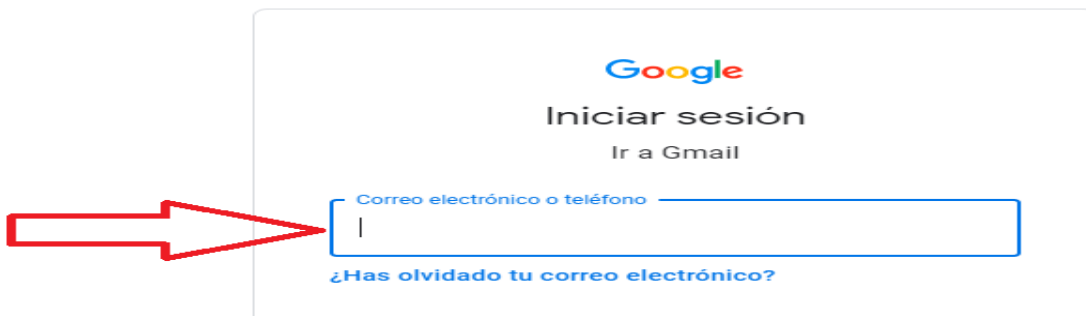 Google
Iniciar sesión
Ir a Gmail
Correo electrónico o teléfono
¿Has olvidado tu correo electrónico?